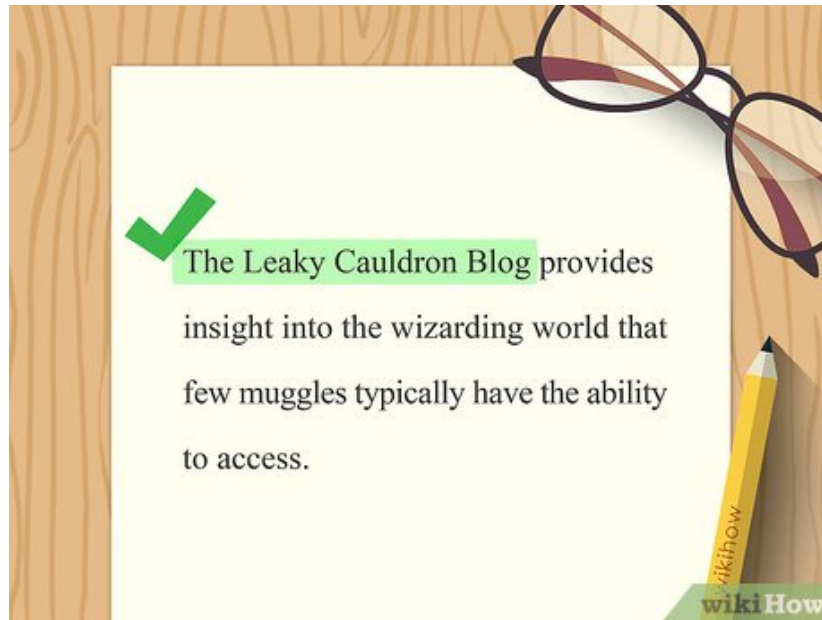 The Leaky Cauldron Blog provides
insight into the wizarding world that
few muggles typically have the ability
to access.
wikihow
wikiHow